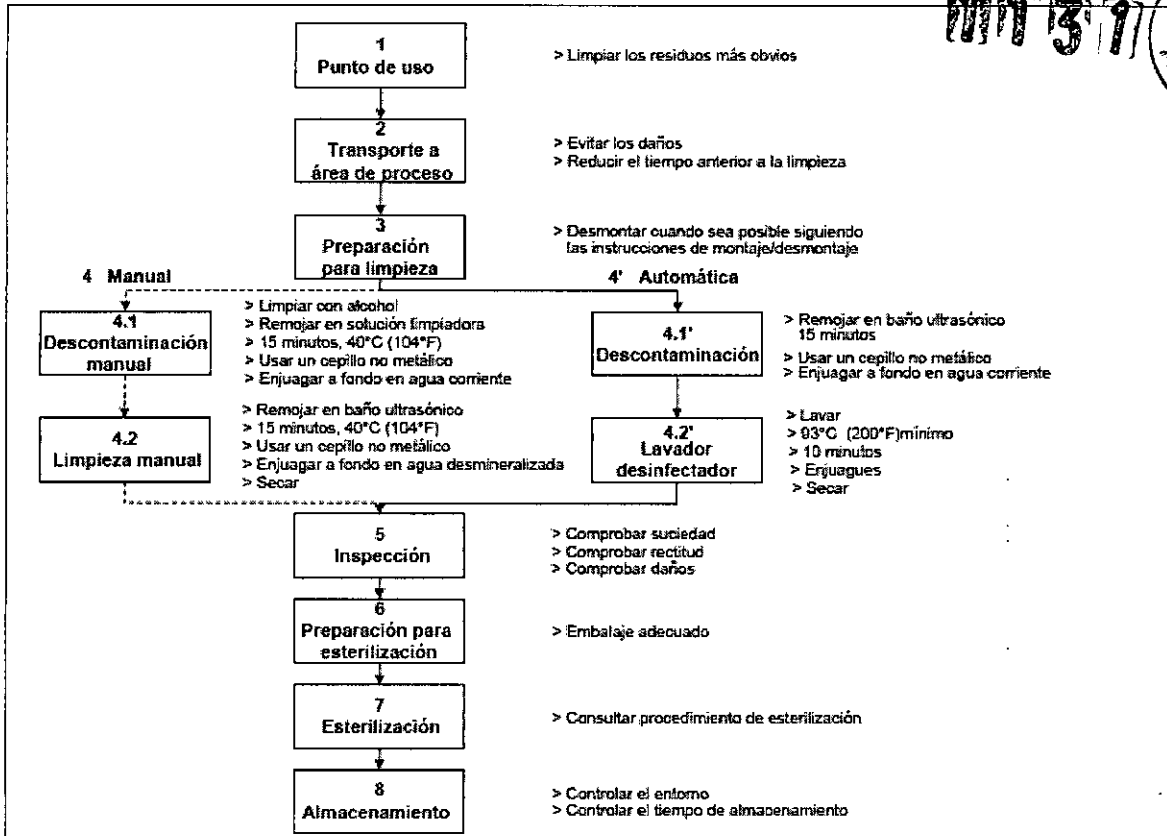 1
Punto de uso
> Limpiar los residuos más obvios
2
Transporte a
área de proceso
> Evitar los daños
> Reducir el tiempo anterior a la limpieza
3
Preparación
para limpieza
> Desmontar cuando sea posible siguiendo
las instrucciones de montaje/desmontaje
4 Manual
4' Automática
4.1
Descontaminación
manual
> Limpiar con alcohol
> Remojar en solución limpiadora
> 15 minutos, 40°C (104°F)
> Usar un cepillo no metálico
> Enjuagar a fondo en agua corriente
4.1'
Descontaminación
> Remojar en baño ultrasónico
15 minutos
> Usar un cepillo no metálico
> Enjuagar a fondo en agua corriente
4.2
Limpieza manual
> Remojar en baño ultrasónico
> 15 minutos, 40°C (104°F)
> Usar un cepillo no metálico
> Enjuagar a fondo en agua desmineralizada
> Secar
4.2'
Lavador
desinfectador
> Lavar
> 93°C (200°F)mínimo
> 10 minutos
> Enjuagues
> Secar
5
Inspección
> Comprobar suciedad
> Comprobar rectitud
> Comprobar daños
6
Preparación para
esterilización
> Embalaje adecuado
7
Esterilización
> Consultar procedimiento de esterilización
8
Almacenamiento
> Controlar el entorno
> Controlar el tiempo de almacenamiento